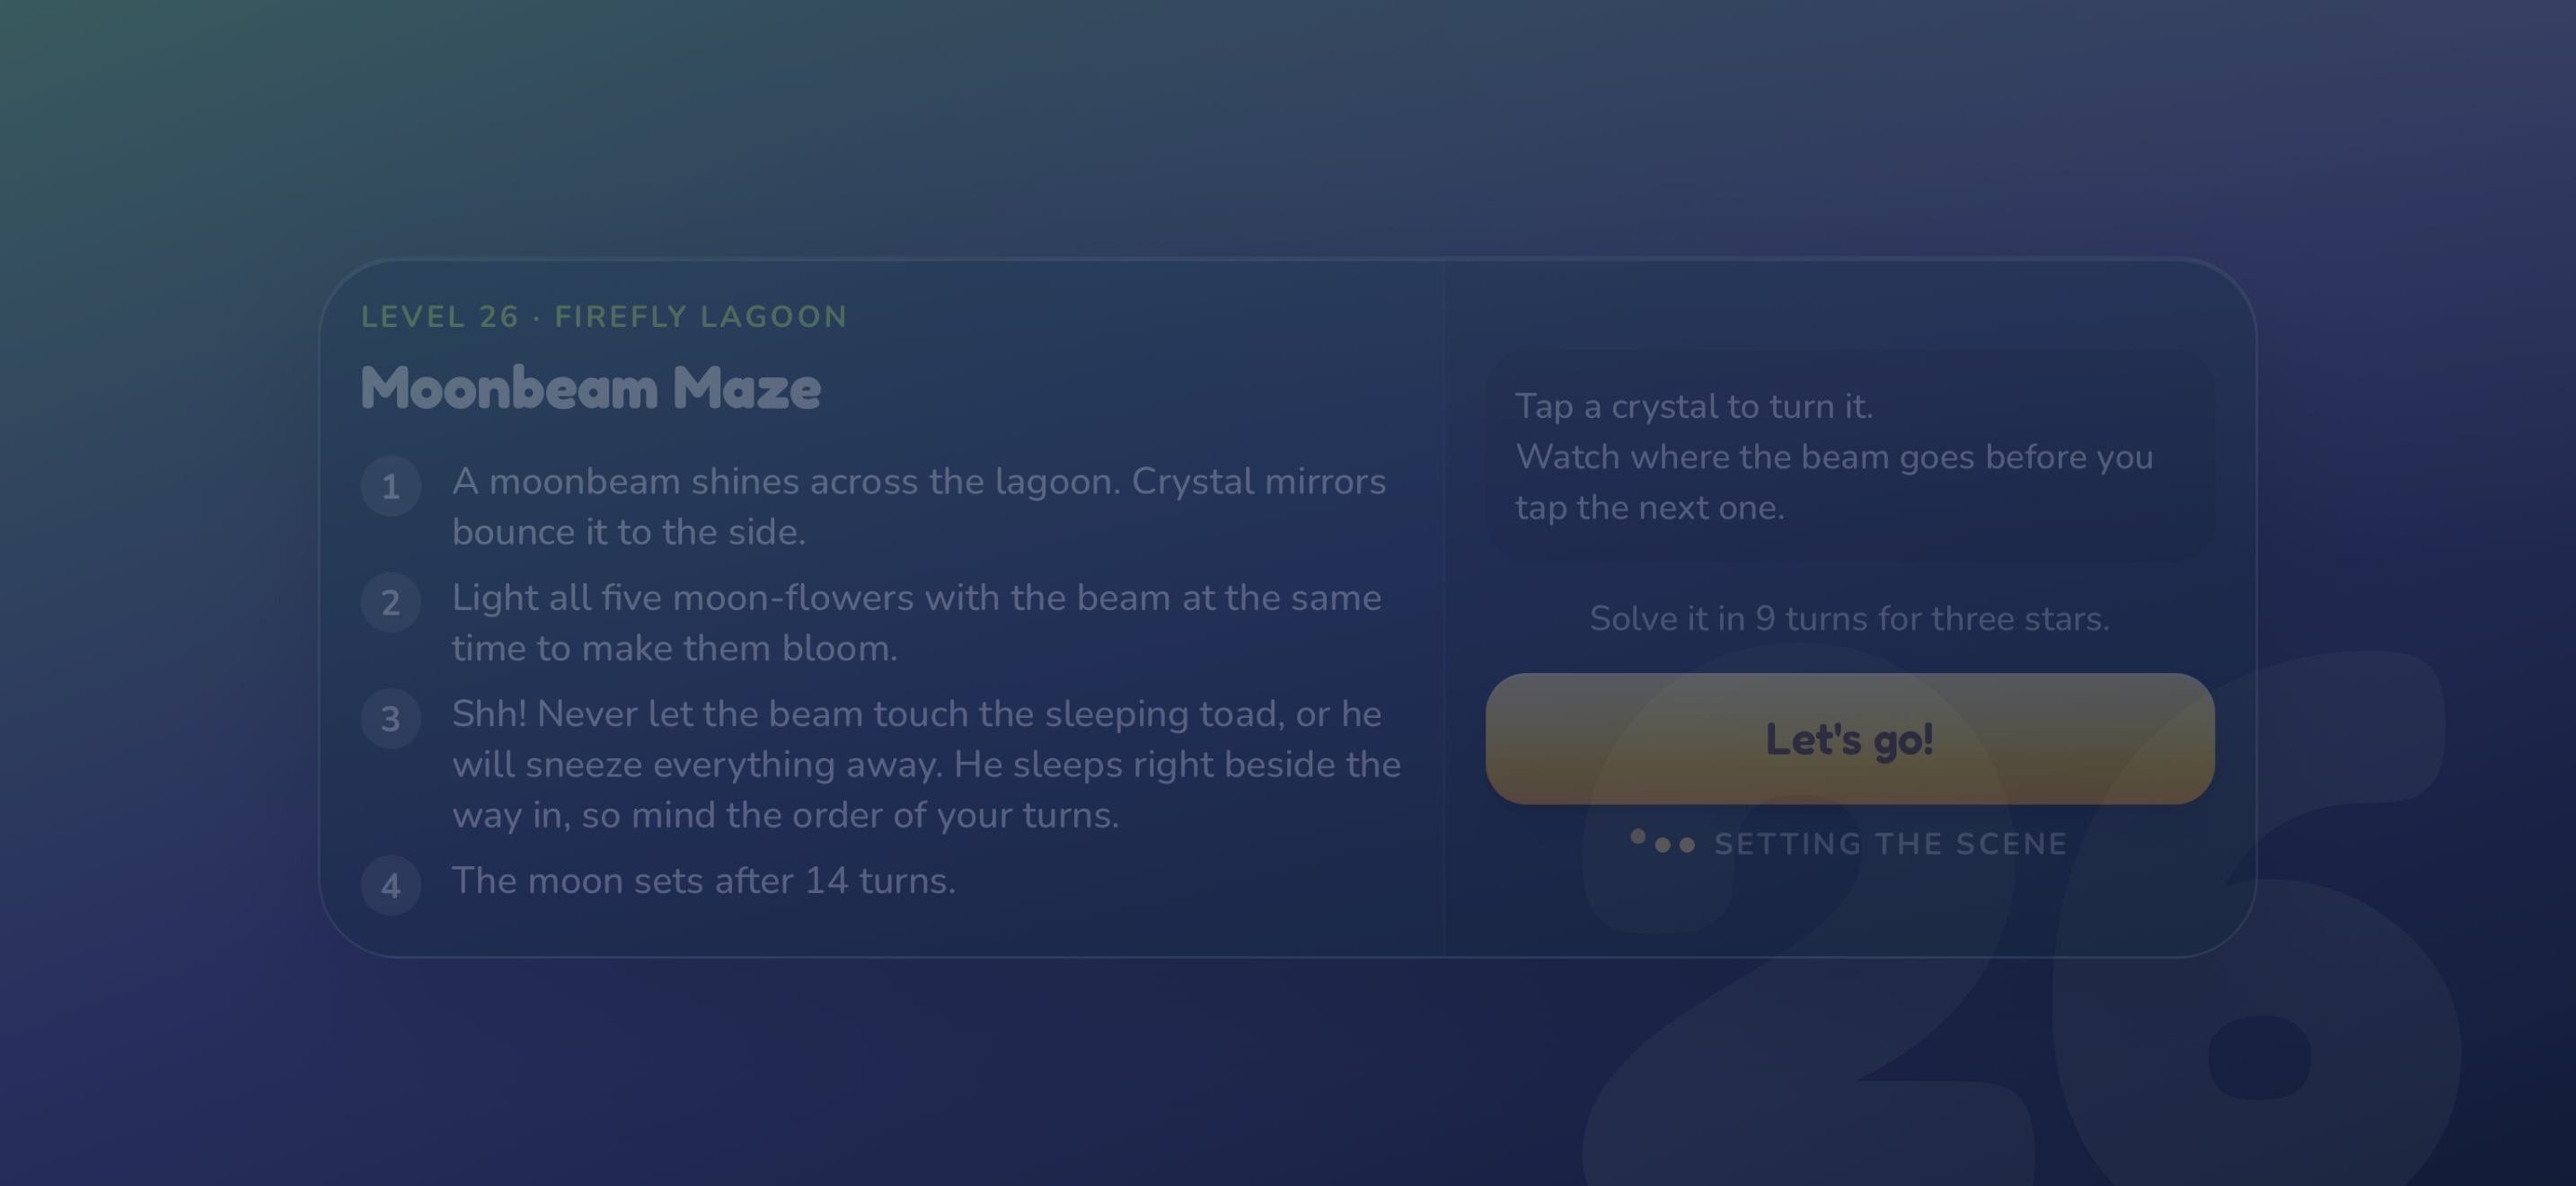 LEVEL 26 · FIREFLY LAGOON
Moonbeam Maze
1
A moonbeam shines across the lagoon. Crystal mirrors
bounce it to the side.
2
Light all five moon-flowers with the beam at the same
time to make them bloom.
3
Shh! Never let the beam touch the sleeping toad, or he
will sneeze everything away. He sleeps right beside the
way in, so mind the order of your turns.
4
The moon sets after 14 turns.
Tap a crystal to turn it.
Watch where the beam goes before you
tap the next one.
Solve it in 9 turns for three stars.
Let's go!
SETTING THE SCENE
26